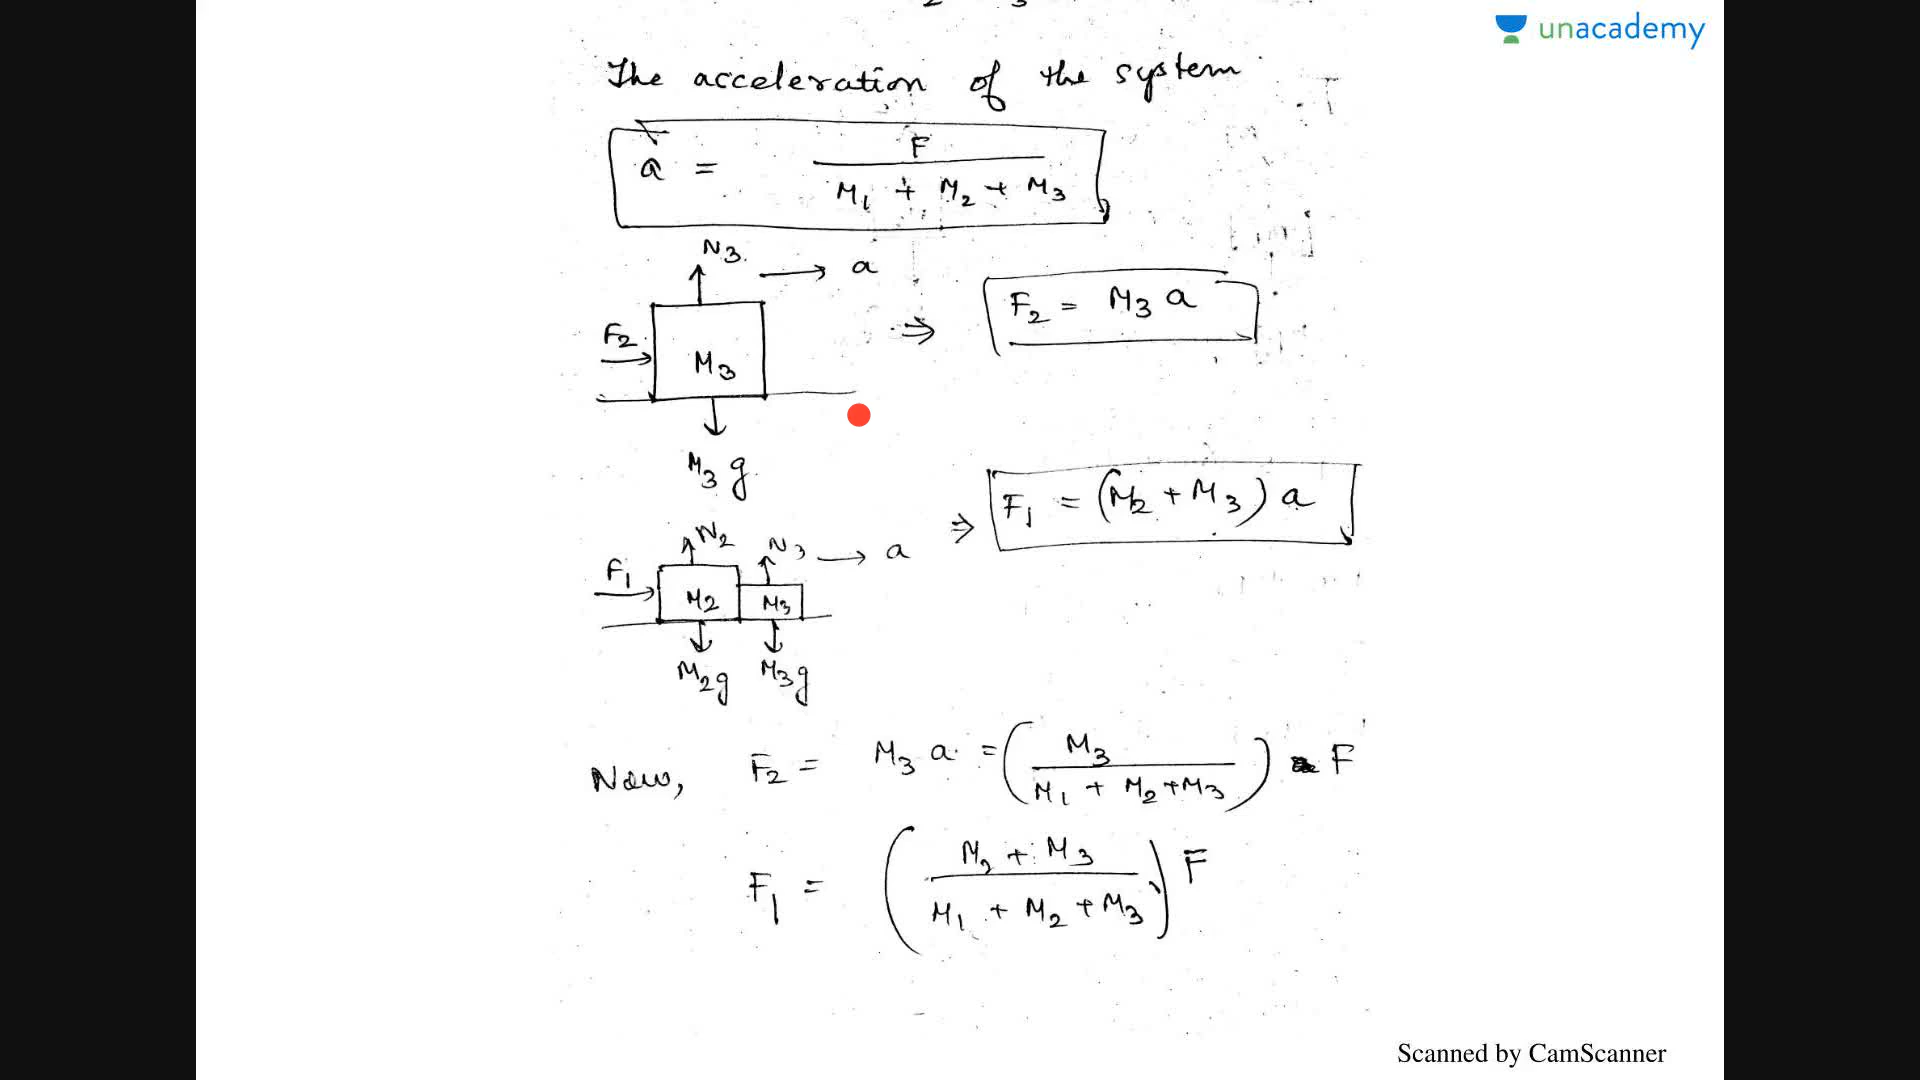 2 3
unacademy
The acceleration of the system
a = F / M1 + M2 + M3
N3
a
F2 = M3 a
F2
M3
M3 g
F1 = (M2 + M3) a
N2
N3
a
F1
M2
M3
M2g
M3g
Now, F2 = M3 a = (M3 / M1 + M2 + M3) F
F1 = (M2 + M3 / M1 + M2 + M3) F
Scanned by CamScanner